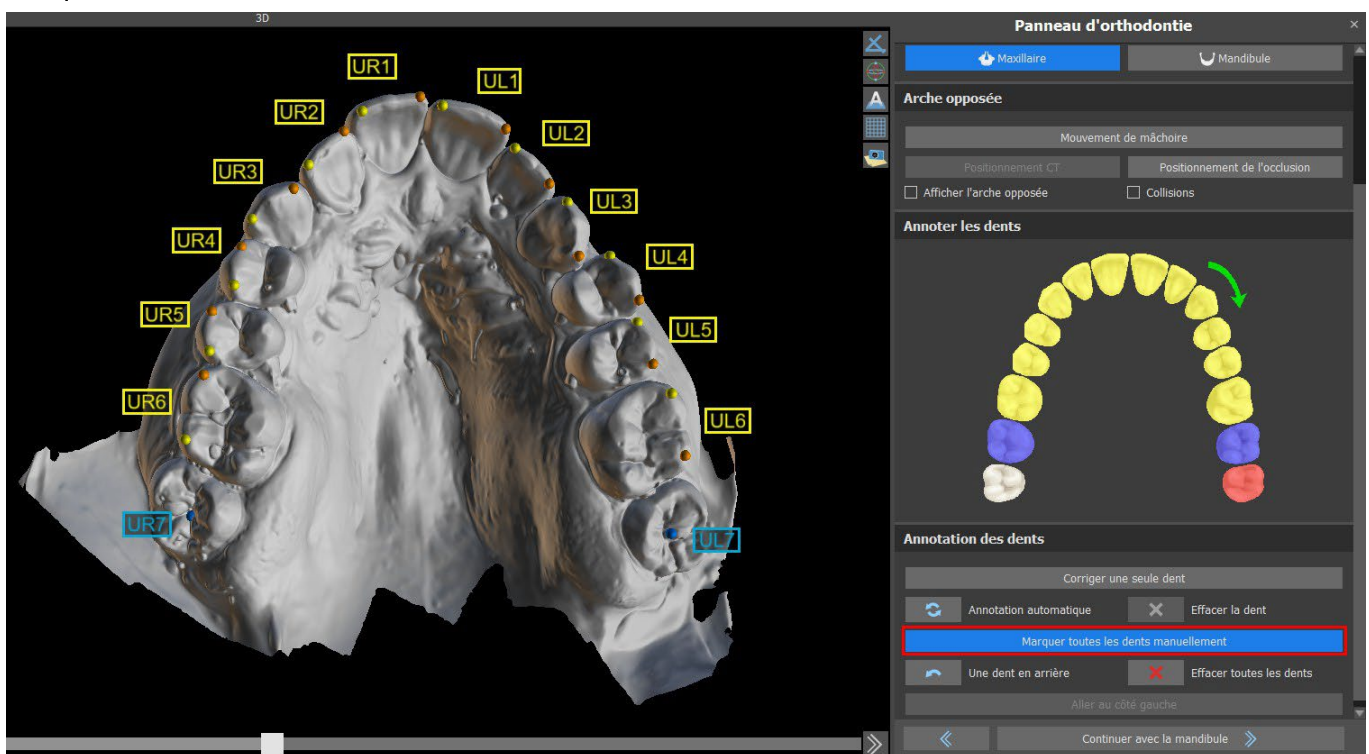 3D
UR1
UL1
UR2
UL2
UR3
UL3
UR4
UL4
UR5
UL5
UR6
UL6
UR7
UL7
Panneau d'orthodontie
Maxillaire
Mandibule
Arche opposée
Mouvement de mâchoire
Positionnement CT
Positionnement de l'occlusion
Afficher l'arche opposée
Collisions
Annoter les dents
Annotation des dents
Corriger une seule dent
Annotation automatique
Effacer la dent
Marquer toutes les dents manuellement
Une dent en arrière
Effacer toutes les dents
Aller au côté gauche
Continuer avec la mandibule